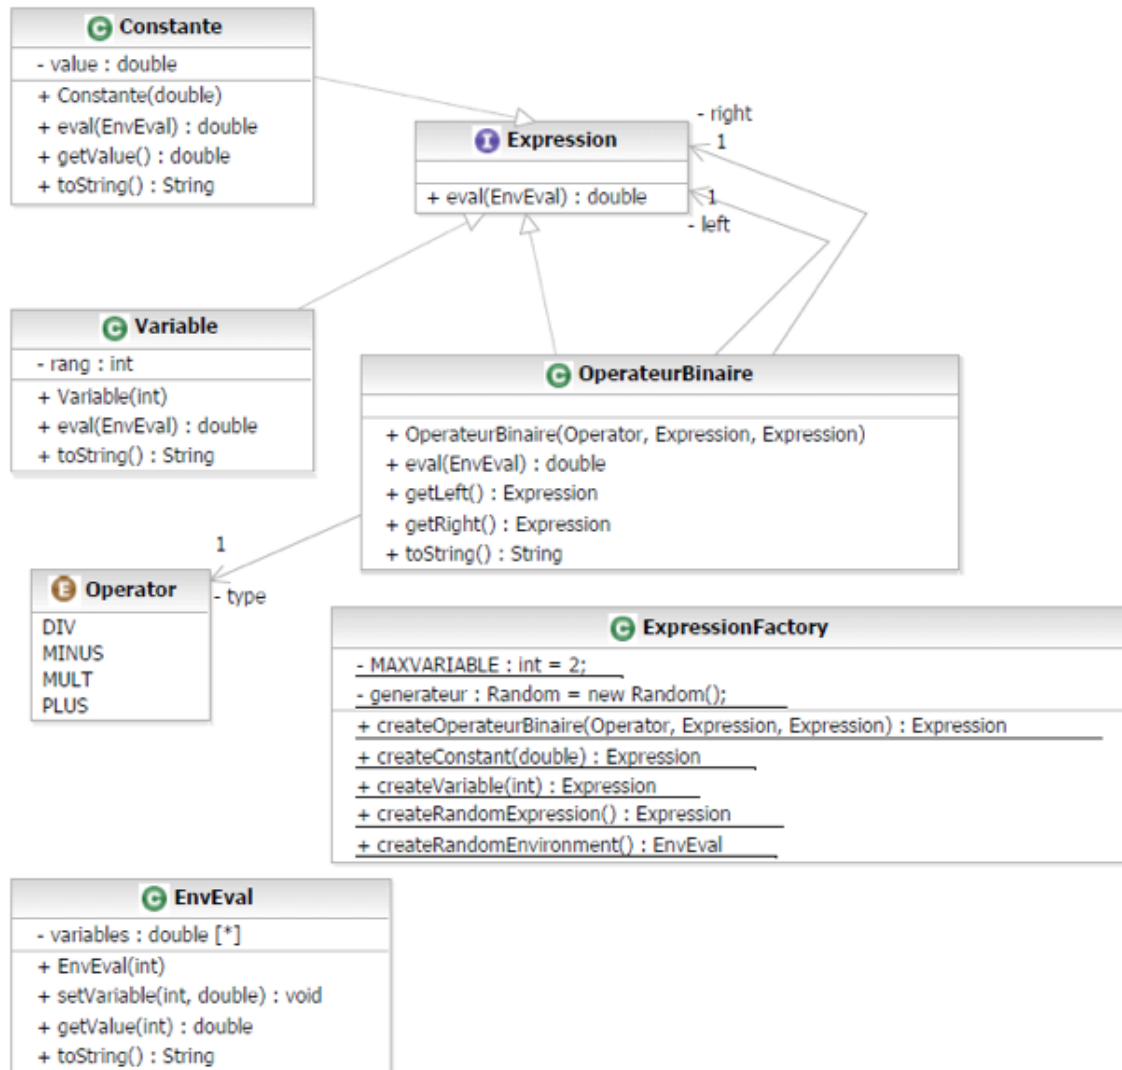 C Constante
- value : double
+ Constante(double)
+ eval(EnvEval) : double
+ getValue() : double
+ toString() : String
I Expression
+ eval(EnvEval) : double
- right
1
1
- left
C Variable
- rang : int
+ Variable(int)
+ eval(EnvEval) : double
+ toString() : String
C OperateurBinaire
+ OperateurBinaire(Operator, Expression, Expression)
+ eval(EnvEval) : double
+ getLeft() : Expression
+ getRight() : Expression
+ toString() : String
1
- type
E Operator
DIV
MINUS
MULT
PLUS
C ExpressionFactory
- MAXVARIABLE : int = 2;
- generateur : Random = new Random();
+ createOperateurBinaire(Operator, Expression, Expression) : Expression
+ createConstant(double) : Expression
+ createVariable(int) : Expression
+ createRandomExpression() : Expression
+ createRandomEnvironment() : EnvEval
C EnvEval
- variables : double [*]
+ EnvEval(int)
+ setVariable(int, double) : void
+ getValue(int) : double
+ toString() : String